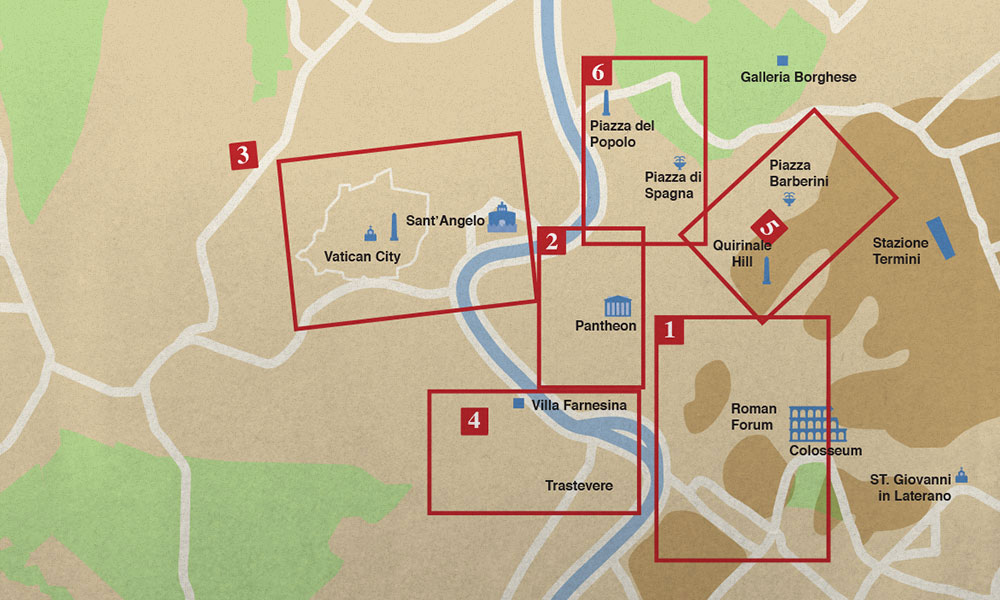 6
Galleria Borghese
Piazza del
Popolo
3
Piazza
Barberini
Piazza di
Spagna
Sant'Angelo
5
2
Quirinale
Hill
Stazione
Termini
Vatican City
Pantheon
1
Villa Farnesina
4
Roman
Forum
Colosseum
Trastevere
ST. Giovanni
in Laterano